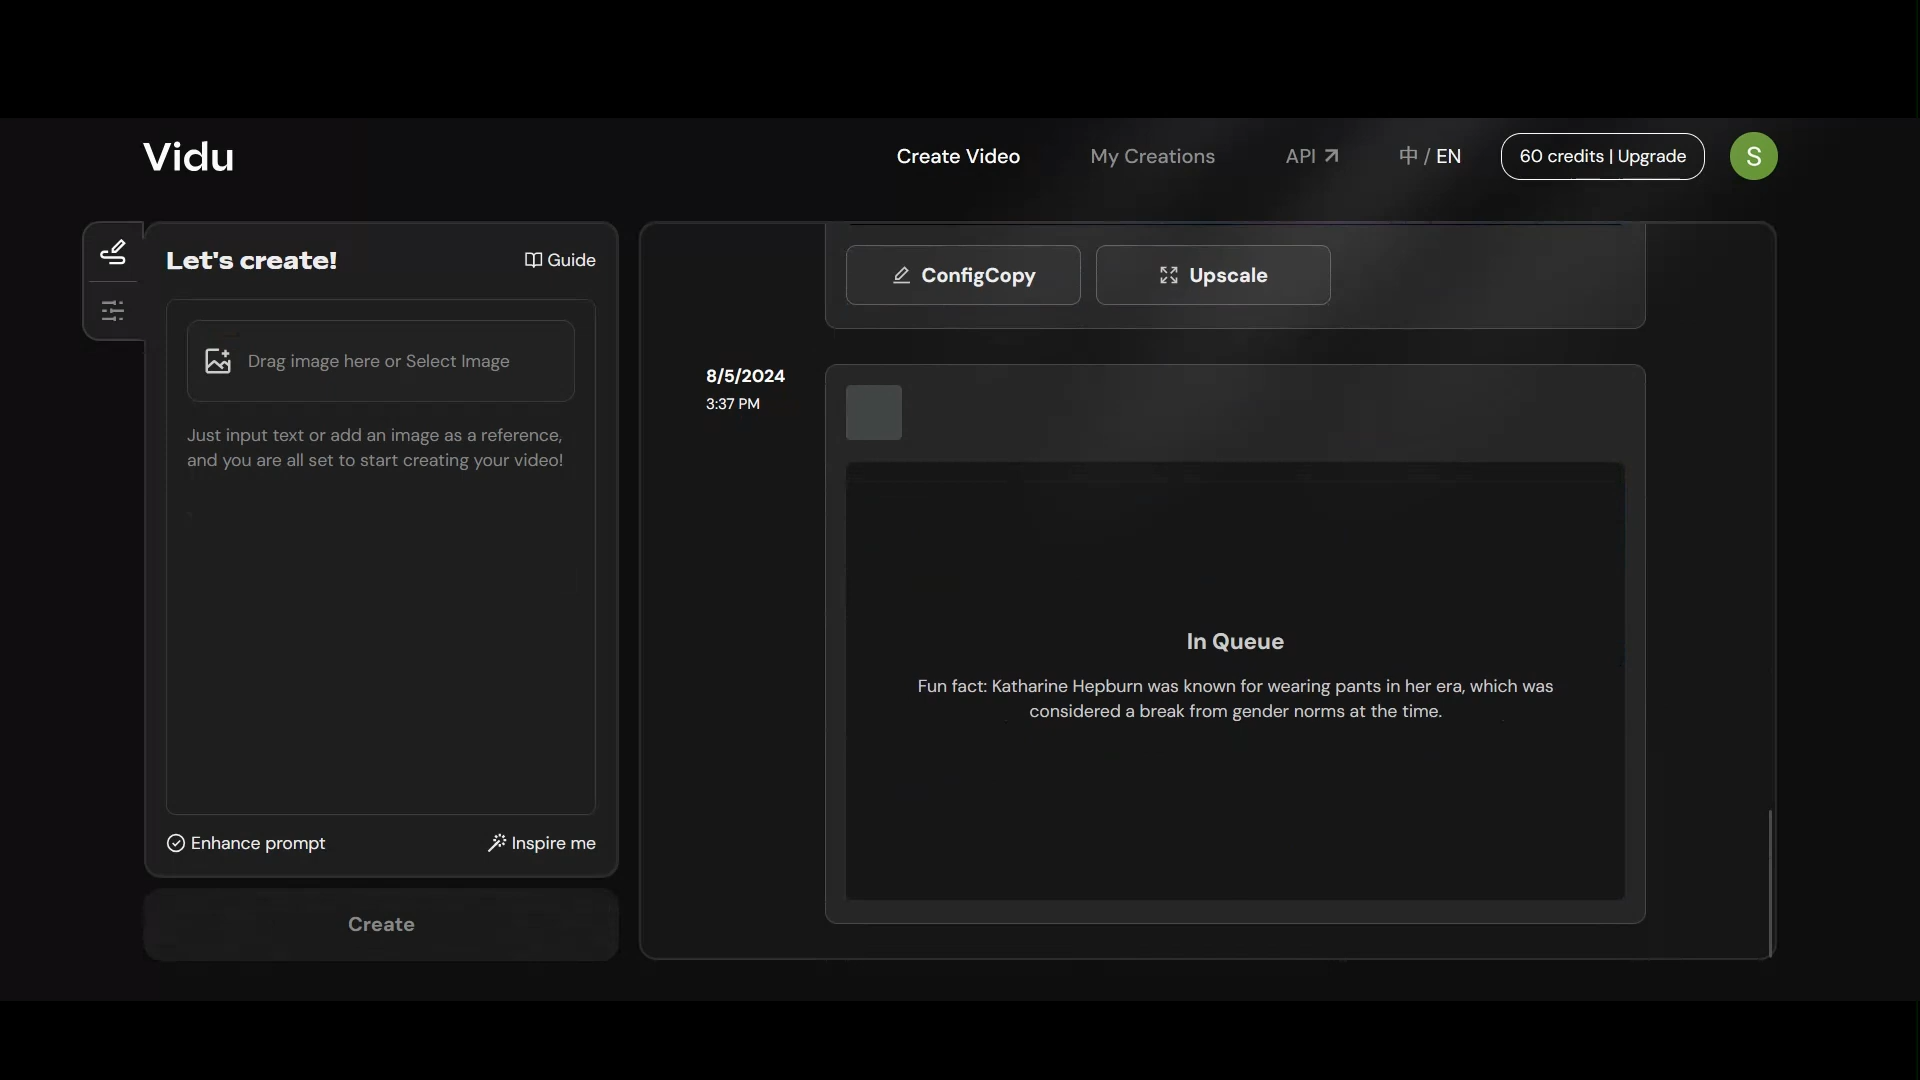 Vidu
Create Video
My Creations
API
中 / EN
60 credits | Upgrade
S
Let's create!
Guide
Drag image here or Select Image
Just input text or add an image as a reference,
and you are all set to start creating your video!
Enhance prompt
Inspire me
Create
ConfigCopy
Upscale
8/5/2024
3:37 PM
In Queue
Fun fact: Katharine Hepburn was known for wearing pants in her era, which was
considered a break from gender norms at the time.